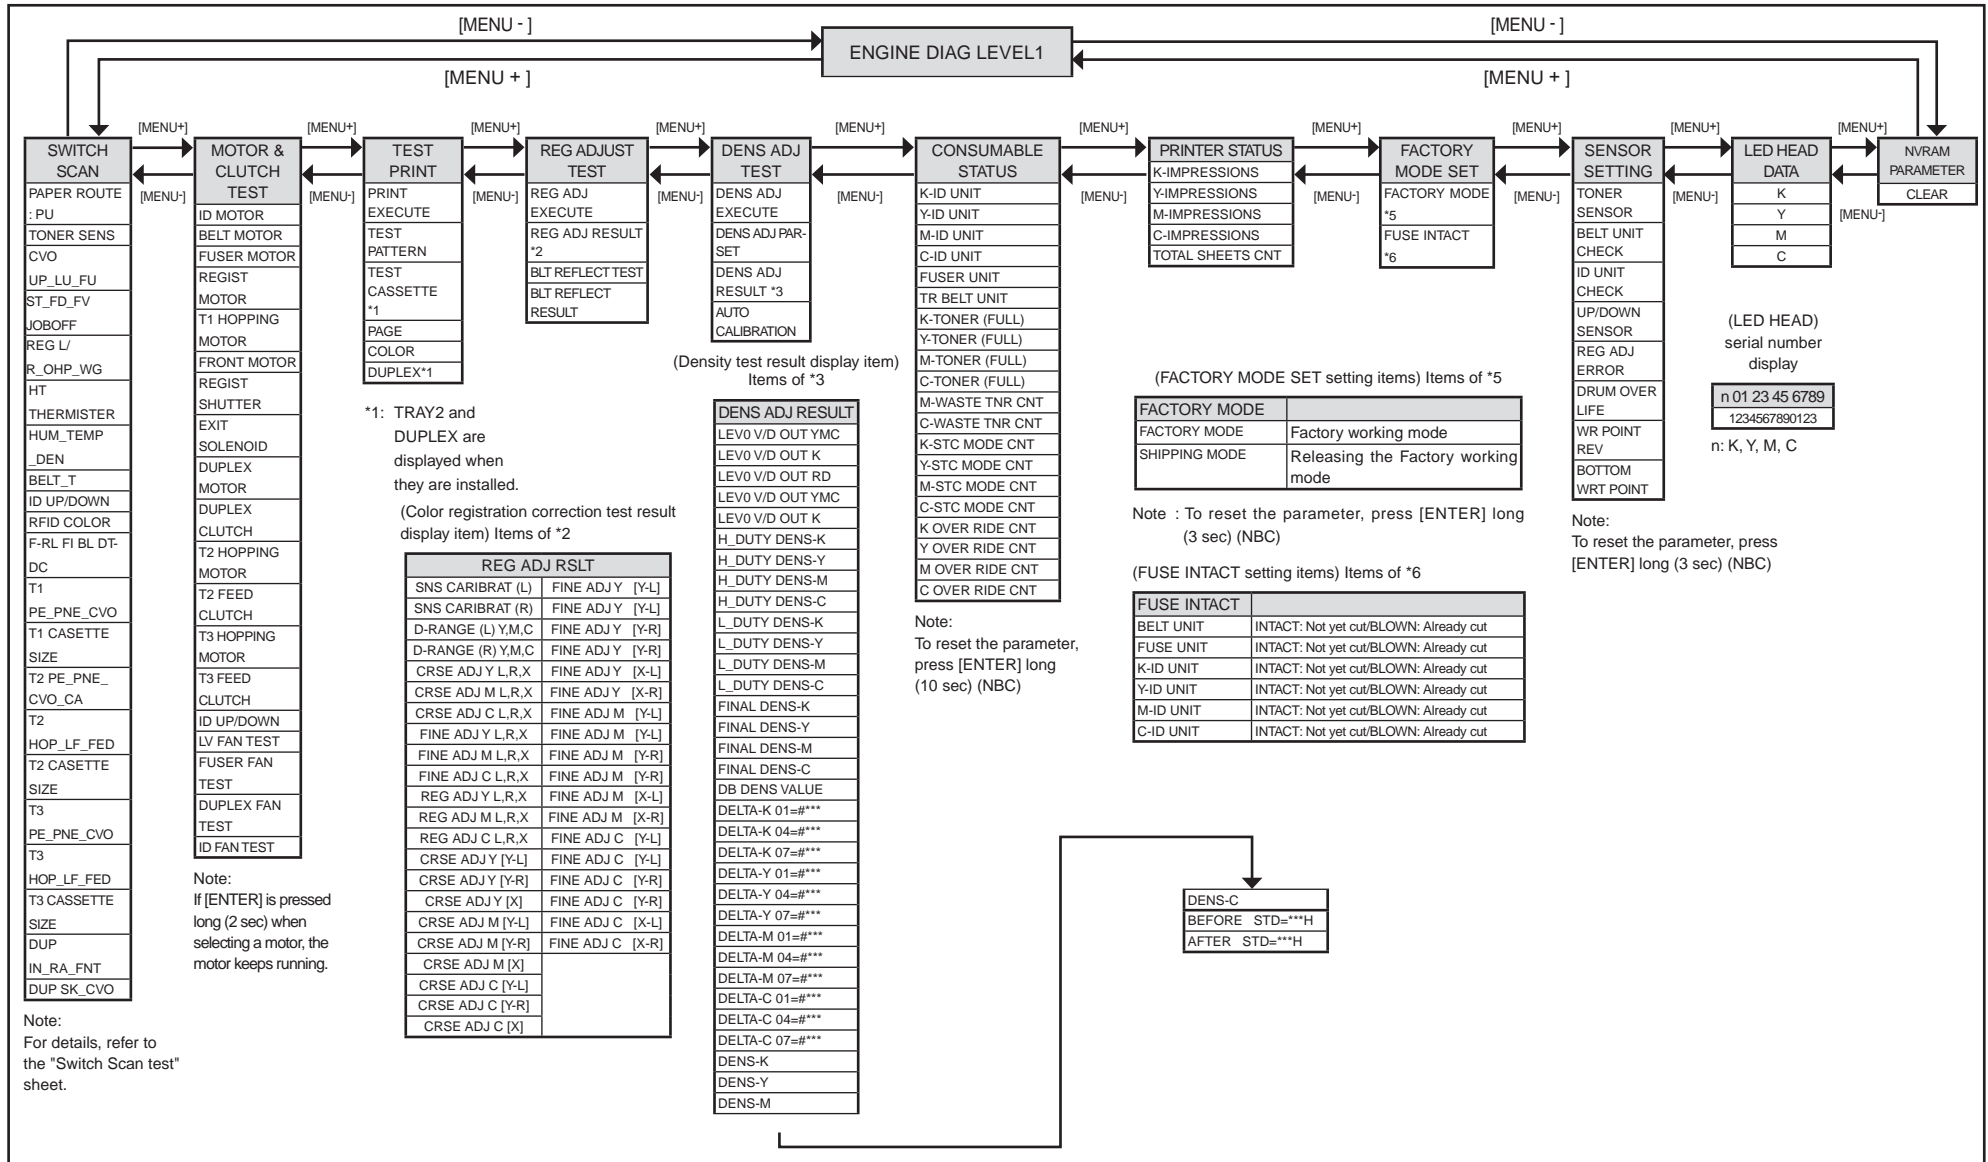 [MENU - ]
[MENU - ]
ENGINE DIAG LEVEL1
[MENU + ]
[MENU + ]
[MENU+]
[MENU+]
[MENU+]
[MENU+]
[MENU+]
[MENU+]
[MENU+]
[MENU+]
[MENU+]
[MENU+]
[MENU-]
[MENU-]
[MENU-]
[MENU-]
[MENU-]
[MENU-]
[MENU-]
[MENU-]
[MENU-]
[MENU-]
SWITCH
SCAN
PAPER ROUTE
: PU
TONER SENS
CVO
UP_LU_FU
ST_FD_FV
JOBOFF
REG L/
R_OHP_WG
HT
THERMISTER
HUM_TEMP
_DEN
BELT_T
ID UP/DOWN
RFID COLOR
F-RL FI BL DT-
DC
T1
PE_PNE_CVO
T1 CASETTE
SIZE
T2 PE_PNE_
CVO_CA
T2
HOP_LF_FED
T2 CASETTE
SIZE
T3
PE_PNE_CVO
T3
HOP_LF_FED
T3 CASSETTE
SIZE
DUP
IN_RA_FNT
DUP SK_CVO
Note:
For details, refer to
the "Switch Scan test"
sheet.
MOTOR &
CLUTCH
TEST
ID MOTOR
BELT MOTOR
FUSER MOTOR
REGIST
MOTOR
T1 HOPPING
MOTOR
FRONT MOTOR
REGIST
SHUTTER
EXIT
SOLENOID
DUPLEX
MOTOR
DUPLEX
CLUTCH
T2 HOPPING
MOTOR
T2 FEED
CLUTCH
T3 HOPPING
MOTOR
T3 FEED
CLUTCH
ID UP/DOWN
LV FAN TEST
FUSER FAN
TEST
DUPLEX FAN
TEST
ID FAN TEST
Note:
If [ENTER] is pressed
long (2 sec) when
selecting a motor, the
motor keeps running.
TEST
PRINT
PRINT
EXECUTE
TEST
PATTERN
TEST
CASSETTE
*1
PAGE
COLOR
DUPLEX*1
*1: TRAY2 and
DUPLEX are
displayed when
they are installed.
REG ADJUST
TEST
REG ADJ
EXECUTE
REG ADJ RESULT
*2
BLT REFLECT TEST
BLT REFLECT
RESULT
(Color registration correction test result
display item) Items of *2
REG ADJ RSLT
SNS CARIBRAT (L) FINE ADJ Y [Y-L]
SNS CARIBRAT (R) FINE ADJ Y [Y-L]
D-RANGE (L) Y,M,C FINE ADJ Y [Y-R]
D-RANGE (R) Y,M,C FINE ADJ Y [Y-R]
CRSE ADJ Y L,R,X FINE ADJ Y [X-L]
CRSE ADJ M L,R,X FINE ADJ Y [X-R]
CRSE ADJ C L,R,X FINE ADJ M [Y-L]
FINE ADJ Y L,R,X FINE ADJ M [Y-L]
FINE ADJ M L,R,X FINE ADJ M [Y-R]
FINE ADJ C L,R,X FINE ADJ M [Y-R]
REG ADJ Y L,R,X FINE ADJ M [X-L]
REG ADJ M L,R,X FINE ADJ M [X-R]
REG ADJ C L,R,X FINE ADJ C [Y-L]
CRSE ADJ Y [Y-L] FINE ADJ C [Y-L]
CRSE ADJ Y [Y-R] FINE ADJ C [Y-R]
CRSE ADJ Y [X] FINE ADJ C [Y-R]
CRSE ADJ M [Y-L] FINE ADJ C [X-L]
CRSE ADJ M [Y-R] FINE ADJ C [X-R]
CRSE ADJ M [X]
CRSE ADJ C [Y-L]
CRSE ADJ C [Y-R]
CRSE ADJ C [X]
DENS ADJ
TEST
DENS ADJ
EXECUTE
DENS ADJ PAR-
SET
DENS ADJ
RESULT *3
AUTO
CALIBRATION
(Density test result display item)
Items of *3
DENS ADJ RESULT
LEV0 V/D OUT YMC
LEV0 V/D OUT K
LEV0 V/D OUT RD
LEV0 V/D OUT YMC
LEV0 V/D OUT K
H_DUTY DENS-K
H_DUTY DENS-Y
H_DUTY DENS-M
H_DUTY DENS-C
L_DUTY DENS-K
L_DUTY DENS-Y
L_DUTY DENS-M
L_DUTY DENS-C
FINAL DENS-K
FINAL DENS-Y
FINAL DENS-M
FINAL DENS-C
DB DENS VALUE
DELTA-K 01=#***
DELTA-K 04=#***
DELTA-K 07=#***
DELTA-Y 01=#***
DELTA-Y 04=#***
DELTA-Y 07=#***
DELTA-M 01=#***
DELTA-M 04=#***
DELTA-M 07=#***
DELTA-C 01=#***
DELTA-C 04=#***
DELTA-C 07=#***
DENS-K
DENS-Y
DENS-M
CONSUMABLE
STATUS
K-ID UNIT
Y-ID UNIT
M-ID UNIT
C-ID UNIT
FUSER UNIT
TR BELT UNIT
K-TONER (FULL)
Y-TONER (FULL)
M-TONER (FULL)
C-TONER (FULL)
M-WASTE TNR CNT
C-WASTE TNR CNT
K-STC MODE CNT
Y-STC MODE CNT
M-STC MODE CNT
C-STC MODE CNT
K OVER RIDE CNT
Y OVER RIDE CNT
M OVER RIDE CNT
C OVER RIDE CNT
Note:
To reset the parameter,
press [ENTER] long
(10 sec) (NBC)
PRINTER STATUS
K-IMPRESSIONS
Y-IMPRESSIONS
M-IMPRESSIONS
C-IMPRESSIONS
TOTAL SHEETS CNT
FACTORY
MODE SET
FACTORY MODE
*5
FUSE INTACT
*6
(FACTORY MODE SET setting items) Items of *5
FACTORY MODE
FACTORY MODE Factory working mode
SHIPPING MODE Releasing the Factory working
mode
Note : To reset the parameter, press [ENTER] long
(3 sec) (NBC)
(FUSE INTACT setting items) Items of *6
FUSE INTACT
BELT UNIT INTACT: Not yet cut/BLOWN: Already cut
FUSE UNIT INTACT: Not yet cut/BLOWN: Already cut
K-ID UNIT INTACT: Not yet cut/BLOWN: Already cut
Y-ID UNIT INTACT: Not yet cut/BLOWN: Already cut
M-ID UNIT INTACT: Not yet cut/BLOWN: Already cut
C-ID UNIT INTACT: Not yet cut/BLOWN: Already cut
DENS-C
BEFORE STD=***H
AFTER STD=***H
SENSOR
SETTING
TONER
SENSOR
BELT UNIT
CHECK
ID UNIT
CHECK
UP/DOWN
SENSOR
REG ADJ
ERROR
DRUM OVER
LIFE
WR POINT
REV
BOTTOM
WRT POINT
Note:
To reset the parameter, press
[ENTER] long (3 sec) (NBC)
LED HEAD
DATA
K
Y
M
C
(LED HEAD)
serial number
display
n 01 23 45 6789
1234567890123
n: K, Y, M, C
NVRAM
PARAMETER
CLEAR